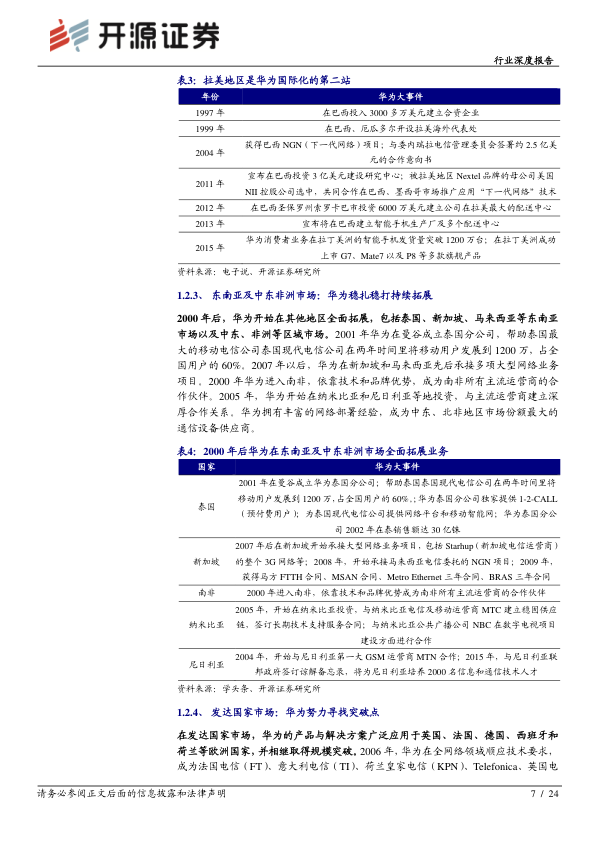 开源证券
行业深度报告
表3：拉美地区是华为国际化的第二站
年份 华为大事件
1997 年 在巴西投入 3000 多万美元建立合资企业
1999 年 在巴西、厄瓜多尔开设拉美海外代表处
2004 年 获得巴西 NGN（下一代网络）项目；与委内瑞拉电信管理委员会签署约 2.5 亿美
元的合作意向书
2011 年 宣布在巴西投资 3 亿美元建设研究中心；被拉美地区 Nextel 品牌的母公司美国
NII 控股公司选中，共同合作在巴西、墨西哥市场推广应用“下一代网络”技术
2012 年 在巴西圣保罗州索罗卡巴市投资 6000 万美元建立公司在拉美最大的配送中心
2013 年 宣布将在巴西建立智能手机生产厂及多个配送中心
2015 年 华为消费者业务在拉丁美洲的智能手机发货量突破 1200 万台；在拉丁美洲成功
上市 G7、Mate7 以及 P8 等多款旗舰产品
资料来源：电子说、开源证券研究所
1.2.3、 东南亚及中东非洲市场：华为稳扎稳打持续拓展
2000 年后，华为开始在其他地区全面拓展，包括泰国、新加坡、马来西亚等东南亚
市场以及中东、非洲等区域市场。2001 年华为在曼谷成立泰国分公司，帮助泰国最
大的移动电信公司泰国现代电信公司在两年时间里将移动用户发展到 1200 万，占全
国用户的 60%。2007 年以后，华为在新加坡和马来西亚先后承接多项大型网络业务
项目。2000 年华为进入南非，依靠技术和品牌优势，成为南非所有主流运营商的合
作伙伴。2005 年，华为开始在纳米比亚和尼日利亚等地投资，与主流运营商建立深
厚合作关系。华为拥有丰富的网络部署经验，成为中东、北非地区市场份额最大的
通信设备供应商。
表4：2000 年后华为在东南亚及中东非洲市场全面拓展业务
国家 华为大事件
泰国 2001 年在曼谷成立华为泰国分公司；帮助泰国泰国现代电信公司在两年时间里将
移动用户发展到 1200 万，占全国用户的 60%。；华为泰国分公司独家提供 1-2-CALL
（预付费用户）；为泰国现代电信公司提供网络平台和移动智能网；华为泰国分公
司 2002 年在泰销售额达 30 亿铢
新加坡 2007 年后在新加坡开始承接大型网络业务项目，包括 Starhup（新加坡电信运营商）
的整个 3G 网络等；2008 年，开始承接马来西亚电信委托的 NGN 项目；2009 年，
获得马方 FTTH 合同、MSAN 合同、Metro Ethernet 三年合同、BRAS 三年合同
南非 2000 年进入南非，依靠技术和品牌优势成为南非所有主流运营商的合作伙伴
纳米比亚 2005 年，开始在纳米比亚投资，与纳米比亚电信及移动运营商 MTC 建立稳固供应
链，签订长期技术支持服务合同；与纳米比亚公共广播公司 NBC 在数字电视项目
建设方面进行合作
尼日利亚 2004 年，开始与尼日利亚第一大 GSM 运营商 MTN 合作；2015 年，与尼日利亚联
邦政府签订谅解备忘录，将为尼日利亚培养 2000 名信息和通信技术人才
资料来源：学头条、开源证券研究所
1.2.4、 发达国家市场：华为努力寻找突破点
在发达国家市场，华为的产品与解决方案广泛应用于英国、法国、德国、西班牙和
荷兰等欧洲国家，并相继取得规模突破。2006 年，华为在全网络领域顺应技术要求，
成为法国电信（FT）、意大利电信（TI）、荷兰皇家电信（KPN）、Telefonica、英国电
请务必参阅正文后面的信息披露和法律声明 7 / 24